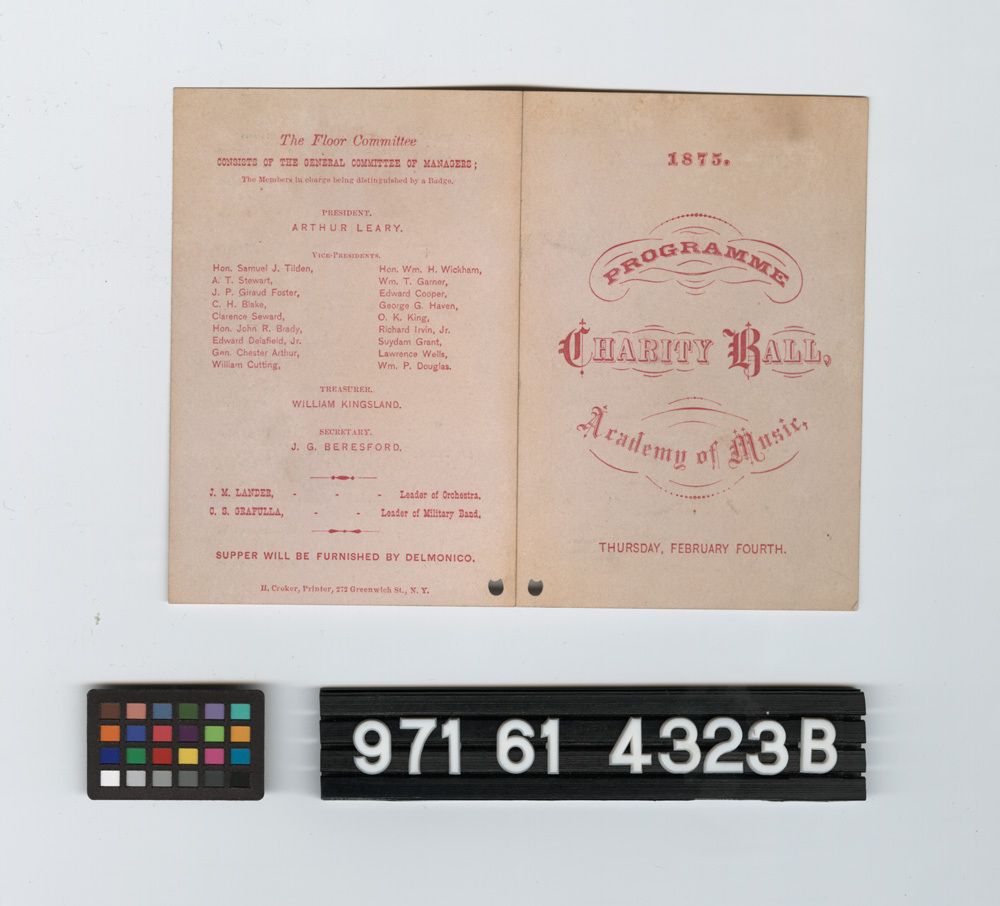 The Floor Committee
CONSISTS OF THE GENERAL COMMITTEE OF MANAGERS;
The Members in charge being distinguished by a Badge.
PRESIDENT.
ARTHUR LEARY.
VICE-PRESIDENTS.
Hon. Samuel J. Tilden, Hon. Wm. H. Wickham,
A. T. Stewart, Wm. T. Garner,
J. P. Giraud Foster, Edward Cooper,
C. H. Blake, George G. Haven,
Clarence Seward, O. K. King,
Hon. John R. Brady, Richard Irvin, Jr.
Edward Delafield, Jr. Suydam Grant,
Gen. Chester Arthur, Lawrence Wells,
William Cutting, Wm. P. Douglas.
TREASURER.
WILLIAM KINGSLAND.
SECRETARY.
J. G. BERESFORD.
J. M. LANDER, - - - Leader of Orchestra.
C. S. GRAFULLA, - - Leader of Military Band.
SUPPER WILL BE FURNISHED BY DELMONICO.
H. Croker, Printer, 272 Greenwich St., N. Y.
1875.
PROGRAMME
CHARITY BALL,
Academy of Music,
THURSDAY, FEBRUARY FOURTH.
971 61 4323B